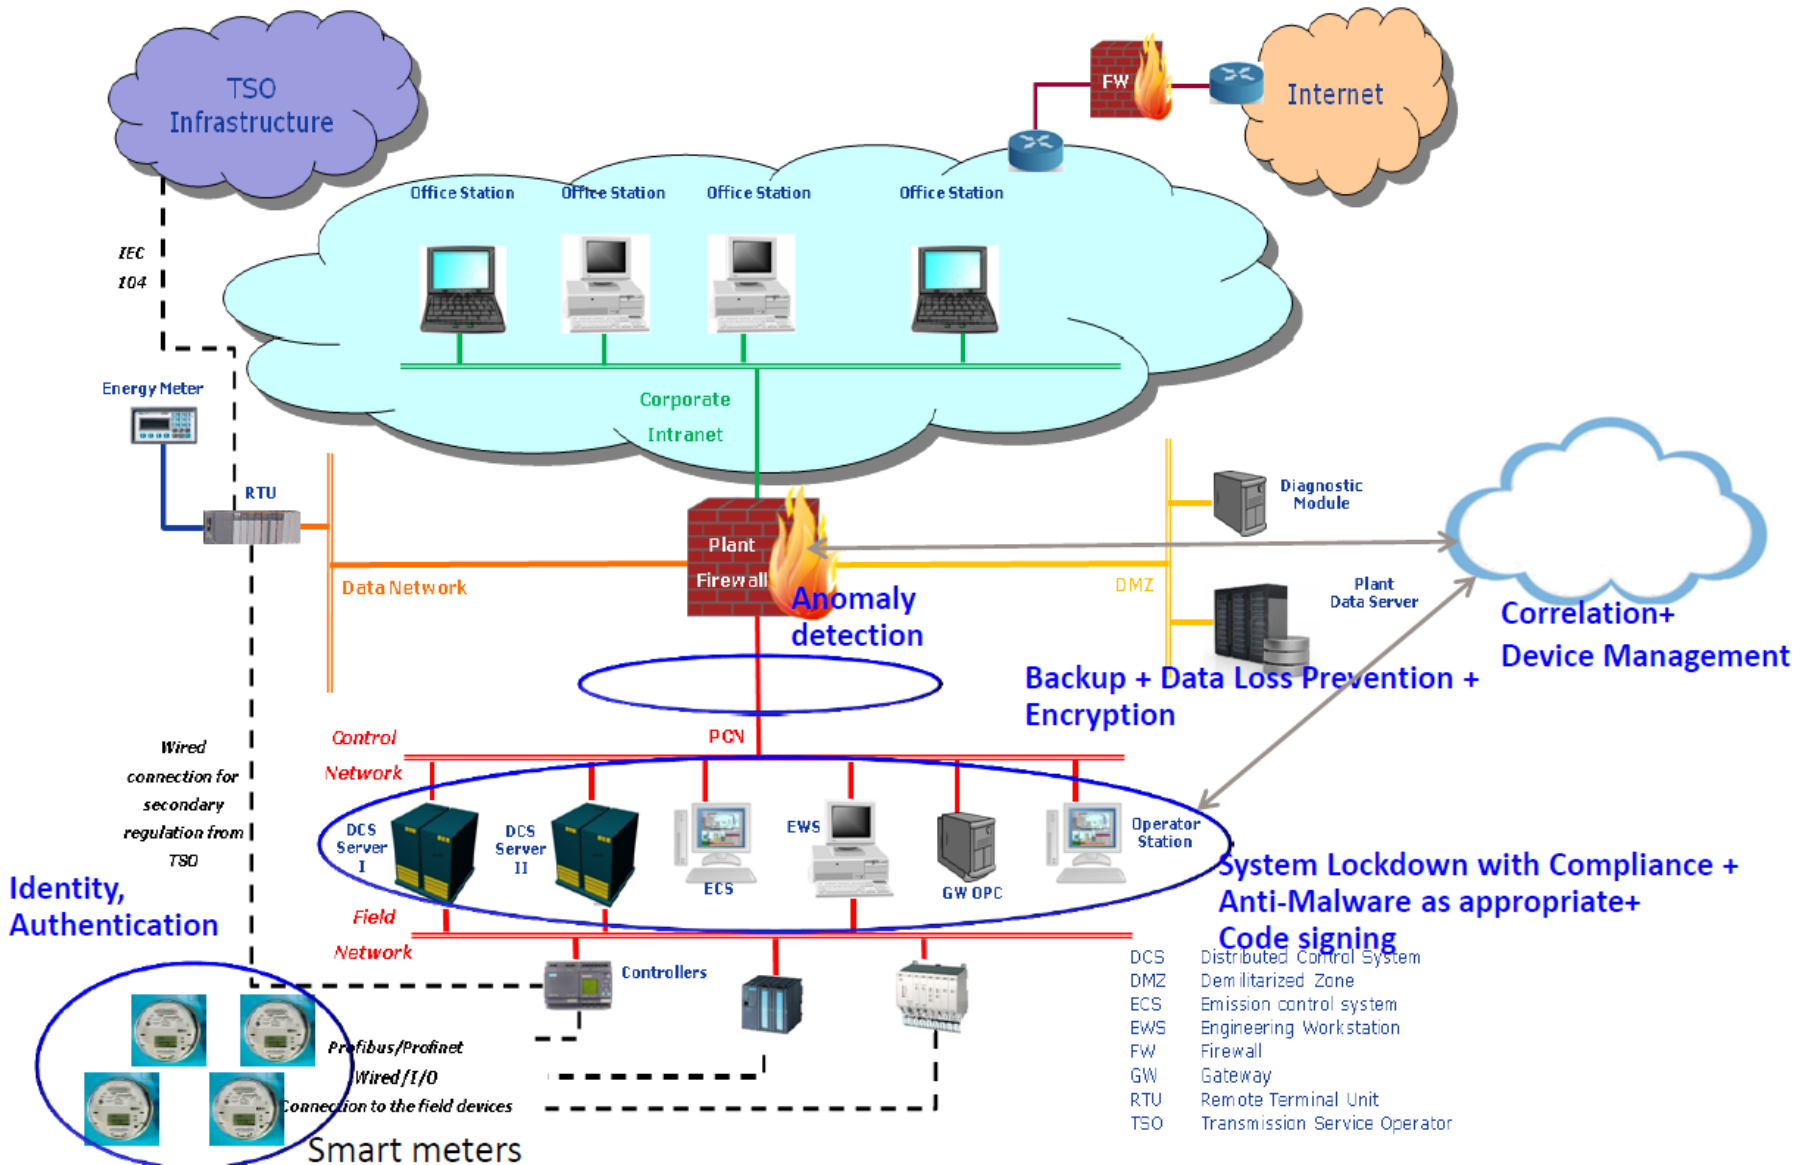 TSO
Infrastructure
FW
Internet
Office Station
Office Station
Office Station
Office Station
IEC
104
Energy Meter
Corporate
Intranet
RTU
Diagnostic
Module
Plant
Firewall
Data Network
DMZ
Plant
Data Server
Anomaly
detection
Correlation+
Device Management
Backup + Data Loss Prevention +
Encryption
Control
Network
PCN
Wired
connection for
secondary
regulation from
TSO
DCS
Server
I
DCS
Server
II
ECS
EWS
GW OPC
Operator
Station
System Lockdown with Compliance +
Anti-Malware as appropriate+
Code signing
Identity,
Authentication
Field
Network
Controllers
Profibus/Profinet
Wired/I/O
Connection to the field devices
Smart meters
DCS Distributed Control System
DMZ Demilitarized Zone
ECS Emission control system
EWS Engineering Workstation
FW Firewall
GW Gateway
RTU Remote Terminal Unit
TSO Transmission Service Operator